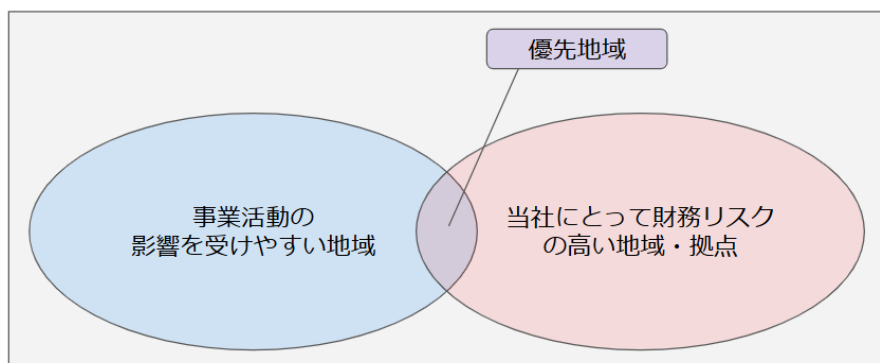 優先地域
事業活動の
影響を受けやすい地域
当社にとって財務リスク
の高い地域・拠点